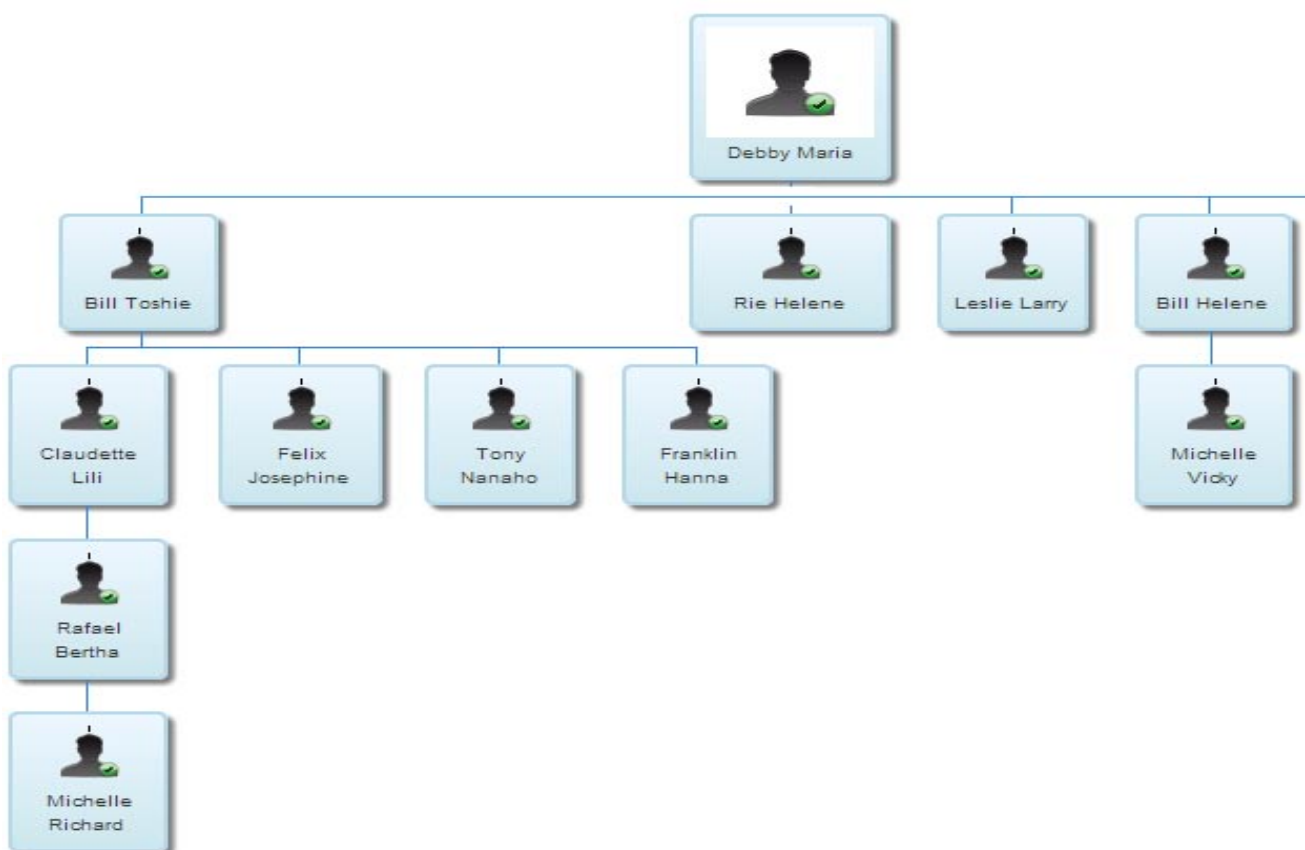 Debby Maria
Bill Toshie
Rie Helene
Leslie Larry
Bill Helene
Claudette
Lili
Felix
Josephine
Tony
Nanaho
Franklin
Hanna
Michelle
Vicky
Rafael
Bertha
Michelle
Richard